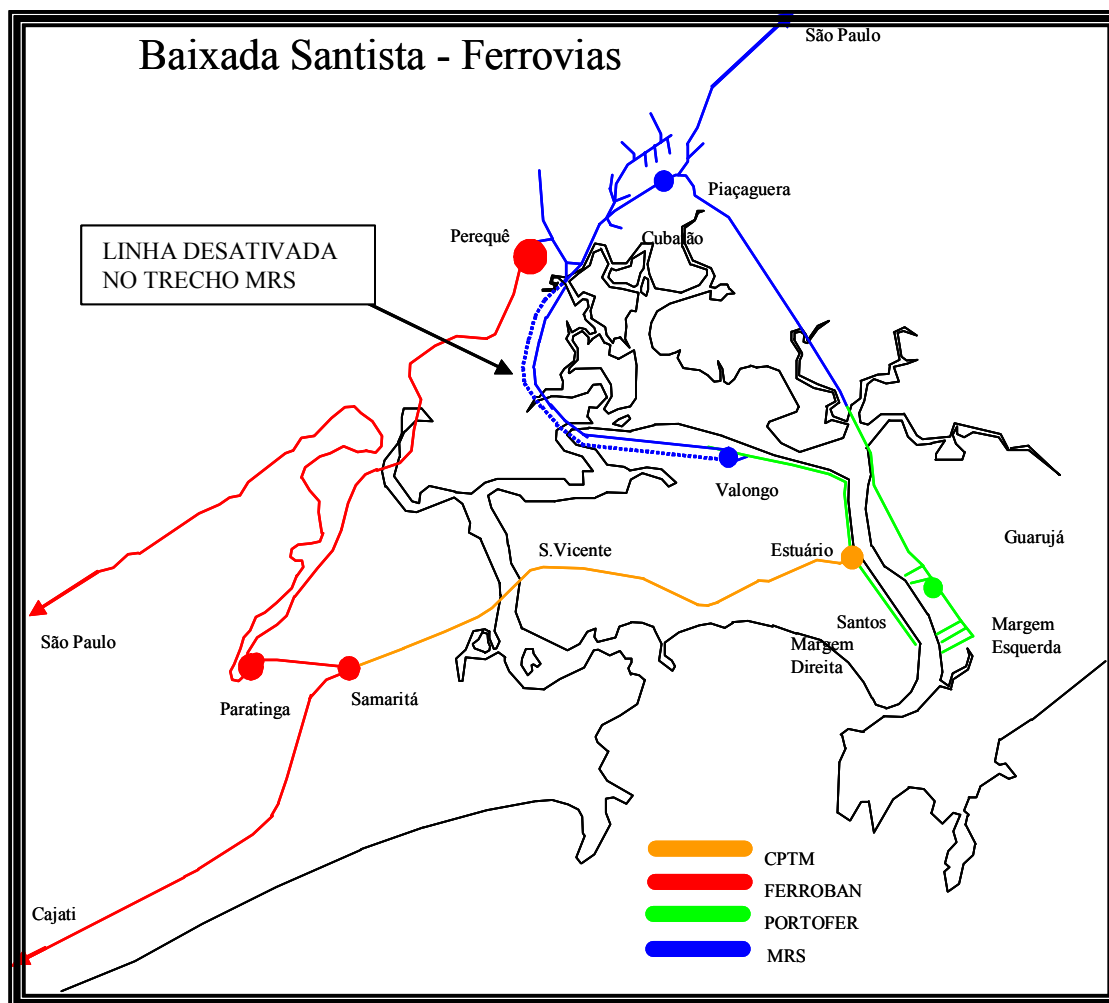 Baixada Santista - Ferrovias
São Paulo
Piaçaguera
Perequê
Cubatão
LINHA DESATIVADA
NO TRECHO MRS
Valongo
Guarujá
S.Vicente
Estuário
São Paulo
Santos
Margem
Direita
Margem
Esquerda
Paratinga
Samaritá
CPTM
FERROBAN
Cajati
PORTOFER
MRS